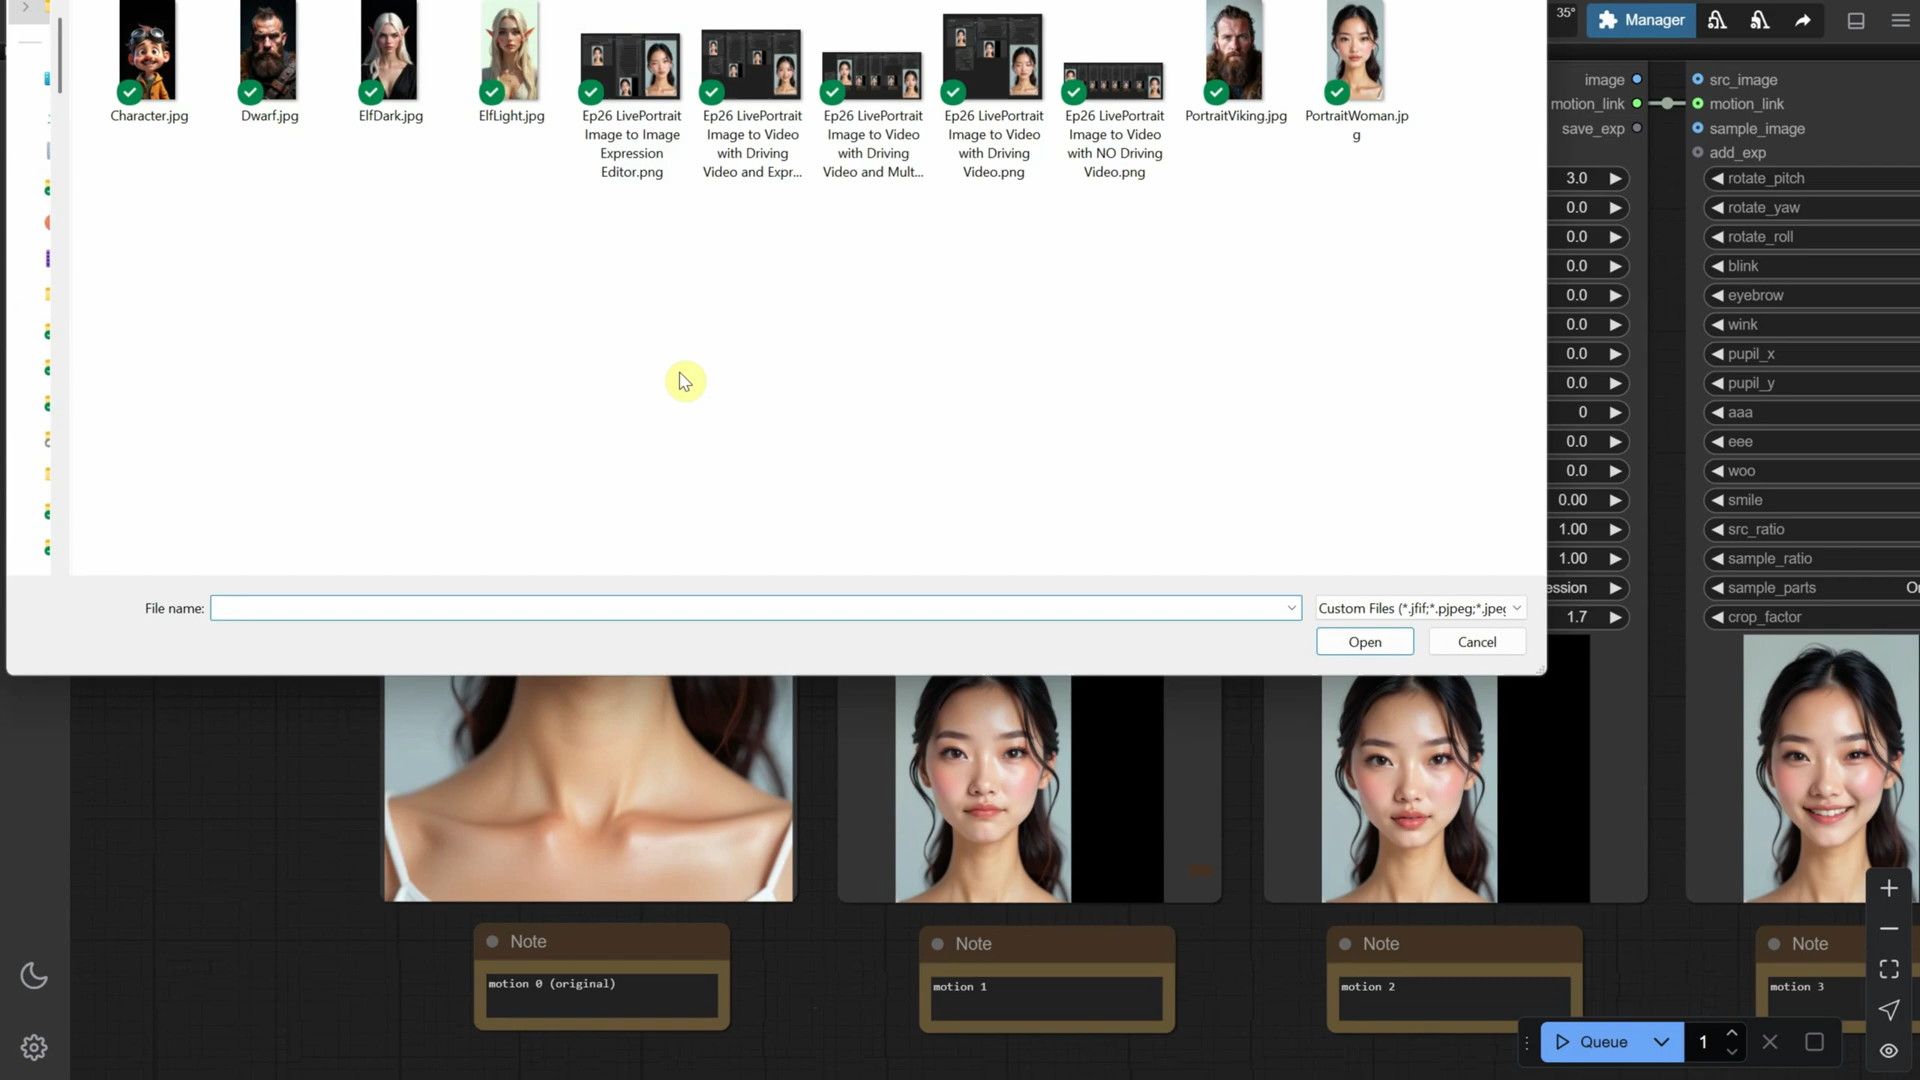 35°
Manager
Character.jpg
Dwarf.jpg
ElfDark.jpg
ElfLight.jpg
Ep26 LivePortrait
Image to Image
Expression
Editor.png
Ep26 LivePortrait
Image to Video
with Driving
Video and Expr...
Ep26 LivePortrait
Image to Video
with Driving
Video and Mult...
Ep26 LivePortrait
Image to Video
with Driving
Video.png
Ep26 LivePortrait
Image to Video
with NO Driving
Video.png
PortraitViking.jpg
PortraitWoman.jp
g
image
motion_link
save_exp
3.0
0.0
0.0
0.0
0.0
0.0
0.0
0.0
0
0.0
0.0
0.00
1.00
1.00
ession
1.7
src_image
motion_link
sample_image
add_exp
rotate_pitch
rotate_yaw
rotate_roll
blink
eyebrow
wink
pupil_x
pupil_y
aaa
eee
woo
smile
src_ratio
sample_ratio
sample_parts
crop_factor
File name:
Custom Files (*.jfif;*.pjpeg;*.jpeg
Open
Cancel
Note
motion 0 (original)
Note
motion 1
Note
motion 2
Note
motion 3
Queue
1